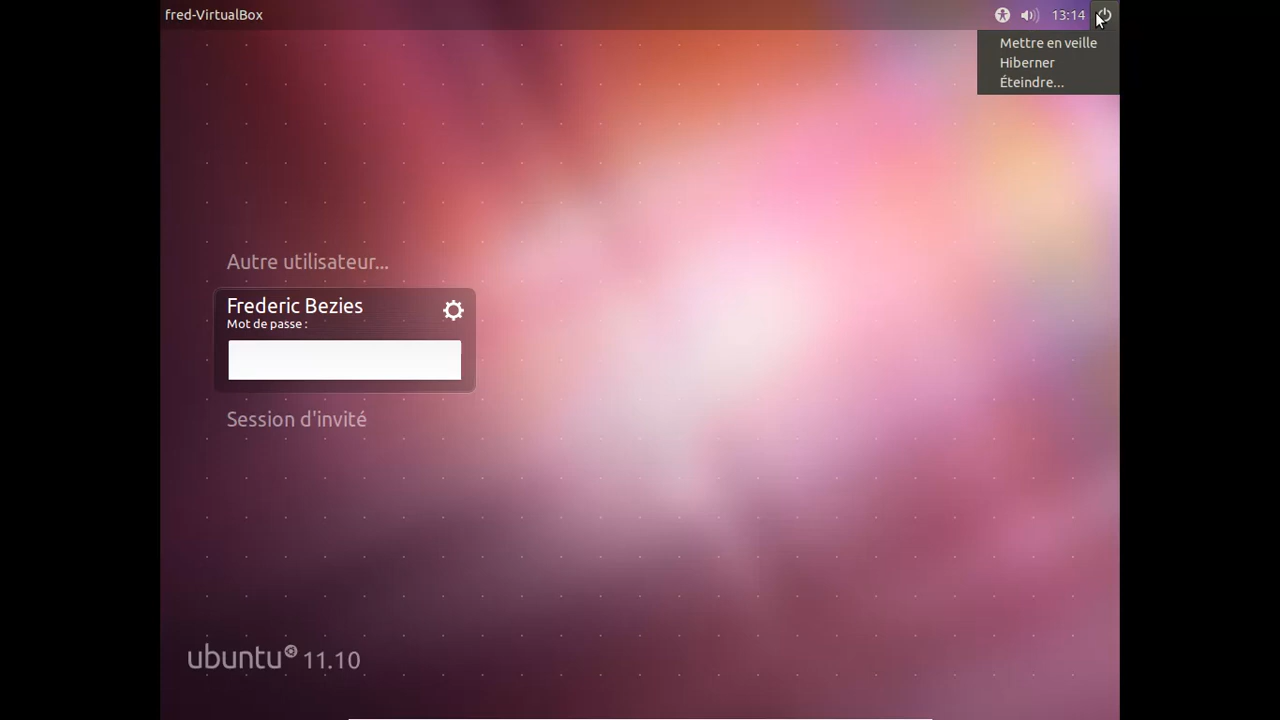 fred-VirtualBox
13:14
Mettre en veille
Hiberner
Éteindre...
Autre utilisateur...
Frederic Bezies
Mot de passe :
Session d'invité
ubuntu 11.10